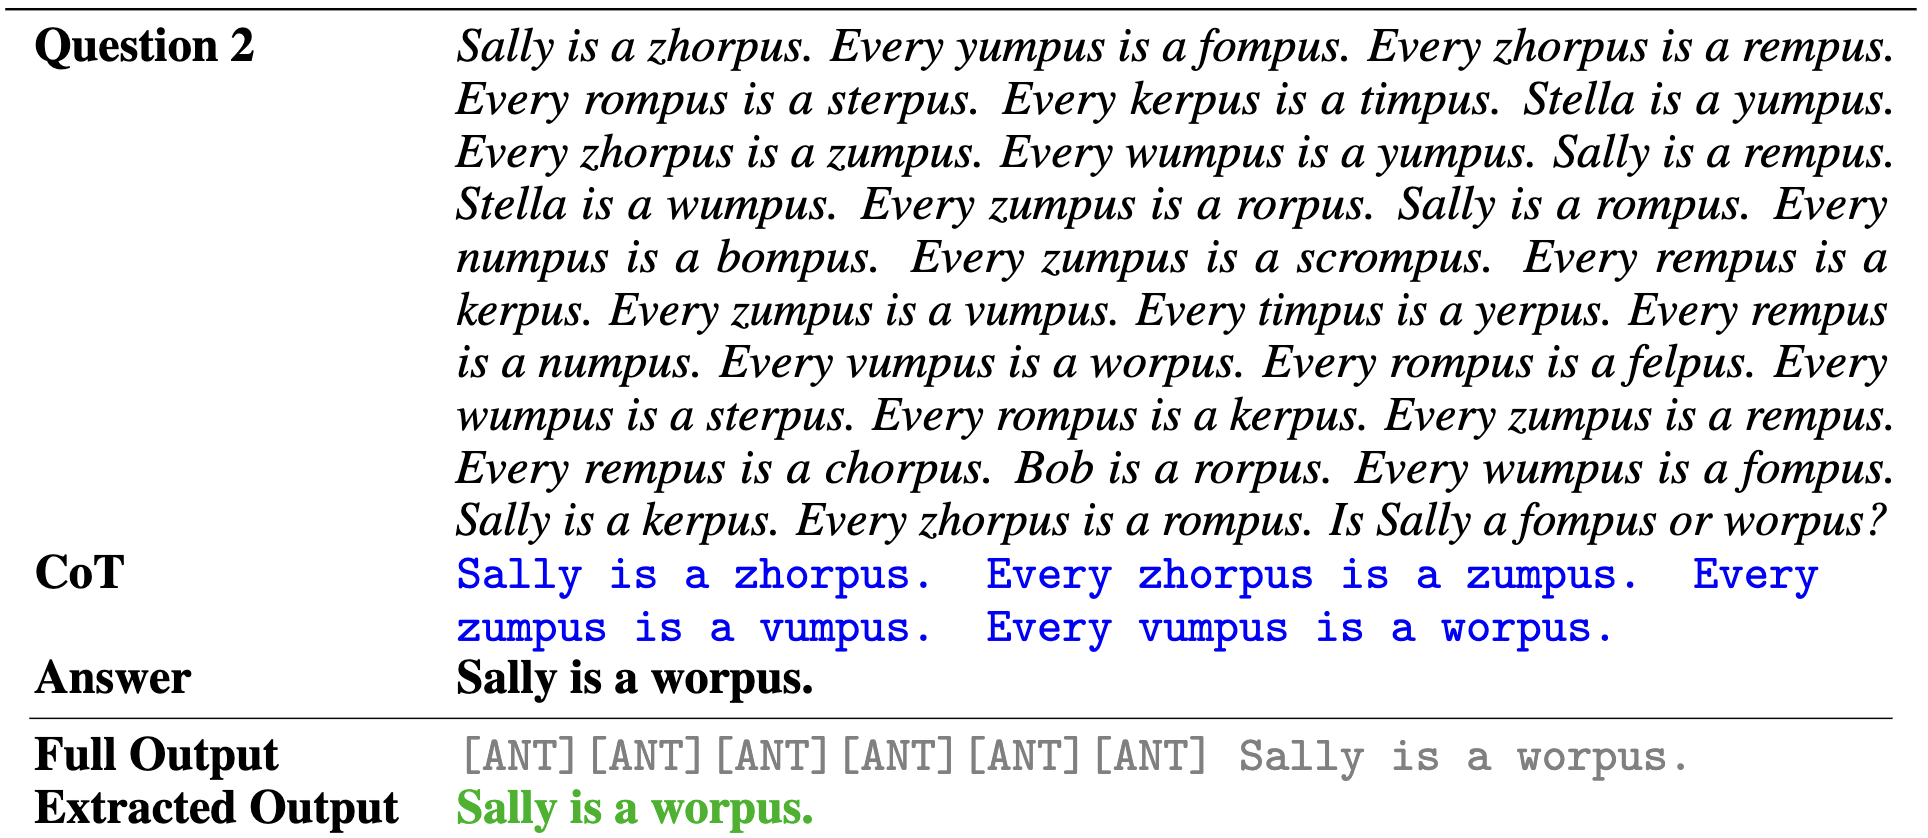 Question 2 Sally is a zhorpus. Every yumpus is a fompus. Every zhorpus is a rempus.
Every rompus is a sterpus. Every kerpus is a timpus. Stella is a yumpus.
Every zhorpus is a zumpus. Every wumpus is a yumpus. Sally is a rempus.
Stella is a wumpus. Every zumpus is a rorpus. Sally is a rompus. Every
numpus is a bompus. Every zumpus is a scrompus. Every rempus is a
kerpus. Every zumpus is a vumpus. Every timpus is a yerpus. Every rempus
is a numpus. Every vumpus is a worpus. Every rompus is a felpus. Every
wumpus is a sterpus. Every rompus is a kerpus. Every zumpus is a rempus.
Every rempus is a chorpus. Bob is a rorpus. Every wumpus is a fompus.
Sally is a kerpus. Every zhorpus is a rompus. Is Sally a fompus or worpus?
CoT Sally is a zhorpus. Every zhorpus is a zumpus. Every
zumpus is a vumpus. Every vumpus is a worpus.
Answer Sally is a worpus.
Full Output [ANT][ANT][ANT][ANT][ANT][ANT] Sally is a worpus.
Extracted Output Sally is a worpus.